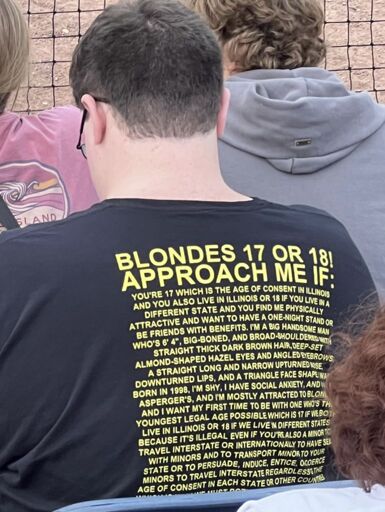 BLONDES 17 OR 18!
APPROACH ME IF:
YOU'RE 17 WHICH IS THE AGE OF CONSENT IN ILLINOIS
AND YOU ALSO LIVE IN ILLINOIS OR 18 IF YOU LIVE IN A
DIFFERENT STATE AND YOU FIND ME PHYSICALLY
ATTRACTIVE AND WANT TO HAVE A ONE-NIGHT STAND OR
BE FRIENDS WITH BENEFITS. I'M A BIG HANDSOME MAN
WHO'S 6' 4", BIG-BONED, AND BROAD-SHOULDERED WITH
STRAIGHT THICK DARK BROWN HAIR, DEEP-SET
ALMOND-SHAPED HAZEL EYES AND ANGLED EYEBROWS
A STRAIGHT LONG AND NARROW UPTURNED NOSE,
DOWNTURNED LIPS, AND A TRIANGLE FACE SHAPE. I WAS
BORN IN 1998, I'M SHY, I HAVE SOCIAL ANXIETY, AND
ASPERGER'S, AND I'M MOSTLY ATTRACTED TO
AND I WANT MY FIRST TIME TO BE WITH ONE WHO'S THE
YOUNGEST LEGAL AGE POSSIBLE WHICH IS 17 IF WE BOTH
LIVE IN ILLINOIS OR 18 IF WE LIVE IN DIFFERENT STATES
BECAUSE IT'S ILLEGAL EVEN IF YOU'RE ALSO A MINOR TO
TRAVEL INTERSTATE OR INTERNATIONALLY TO HAVE
WITH MINORS AND TO TRANSPORT MINORS TO YOUR
STATE OR TO PERSUADE, INDUCE, ENTICE, COERCE
MINORS TO TRAVEL INTERSTATE REGARDLESS THE
AGE OF CONSENT IN EACH STATE OR OTHER
MUST
ISLAND